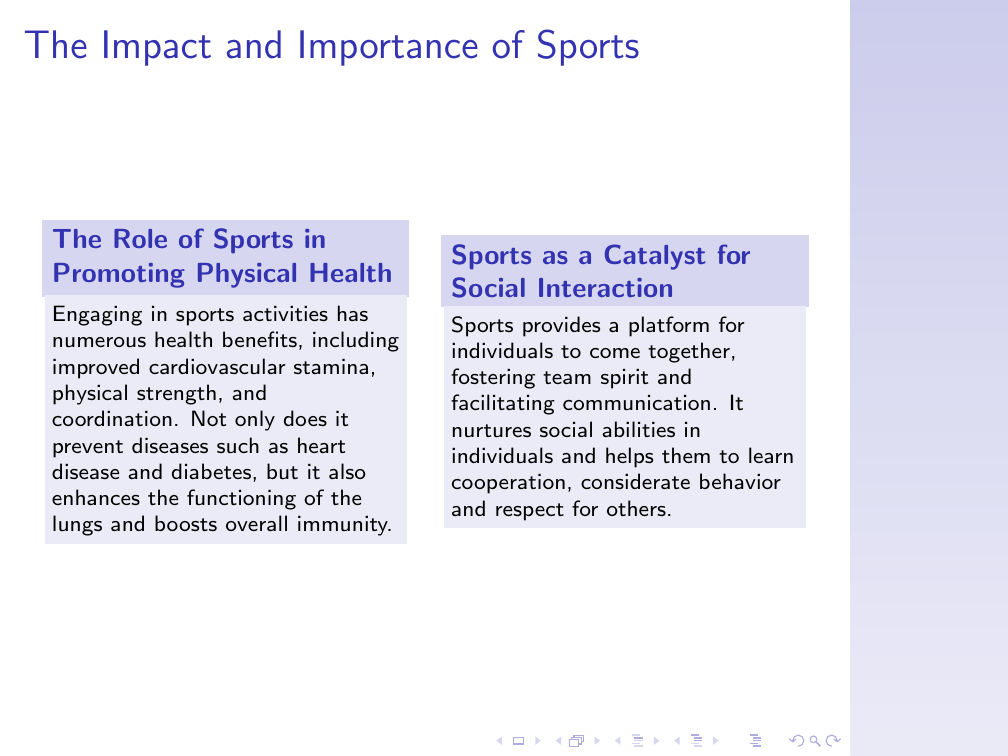 The Impact and Importance of Sports
The Role of Sports in
Promoting Physical Health
Engaging in sports activities has
numerous health benefits, including
improved cardiovascular stamina,
physical strength, and
coordination. Not only does it
prevent diseases such as heart
disease and diabetes, but it also
enhances the functioning of the
lungs and boosts overall immunity.
Sports as a Catalyst for
Social Interaction
Sports provides a platform for
individuals to come together,
fostering team spirit and
facilitating communication. It
nurtures social abilities in
individuals and helps them to learn
cooperation, considerate behavior
and respect for others.